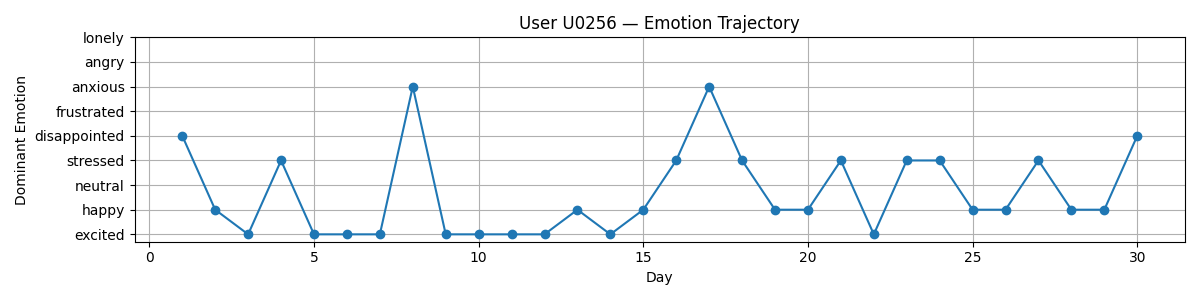 User U0256 — Emotion Trajectory
Dominant Emotion
lonely
angry
anxious
frustrated
disappointed
stressed
neutral
happy
excited
0 5 10 15 20 25 30
Day